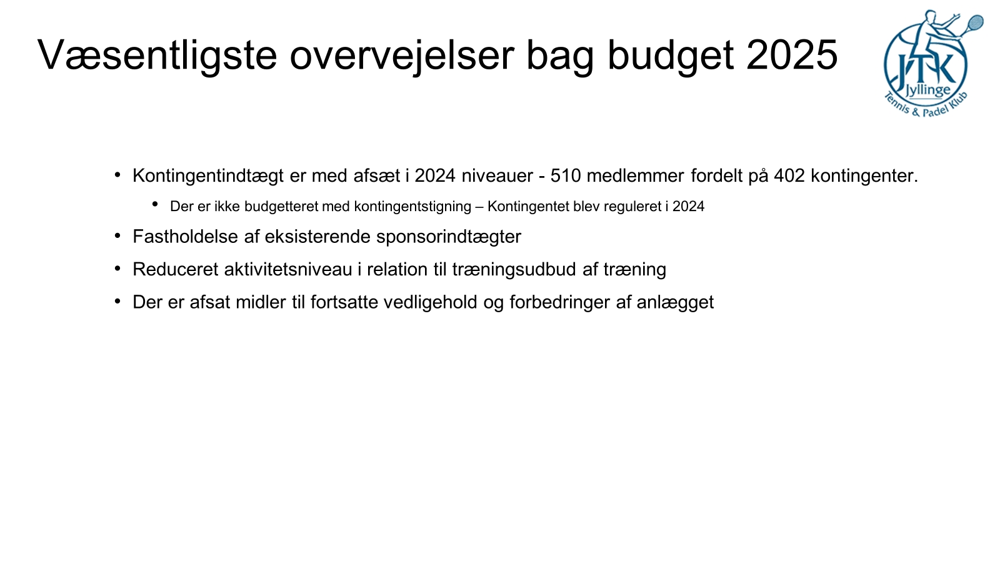 Væsentligste overvejelser bag budget 2025
JTK
Jyllinge
Tennis & Padel Klub
• Kontingentindtægt er med afsæt i 2024 niveauer - 510 medlemmer fordelt på 402 kontingenter.
• Der er ikke budgetteret med kontingentstigning – Kontingentet blev reguleret i 2024
• Fastholdelse af eksisterende sponsorindtægter
• Reduceret aktivitetsniveau i relation til træningsudbud af træning
• Der er afsat midler til fortsatte vedligehold og forbedringer af anlægget